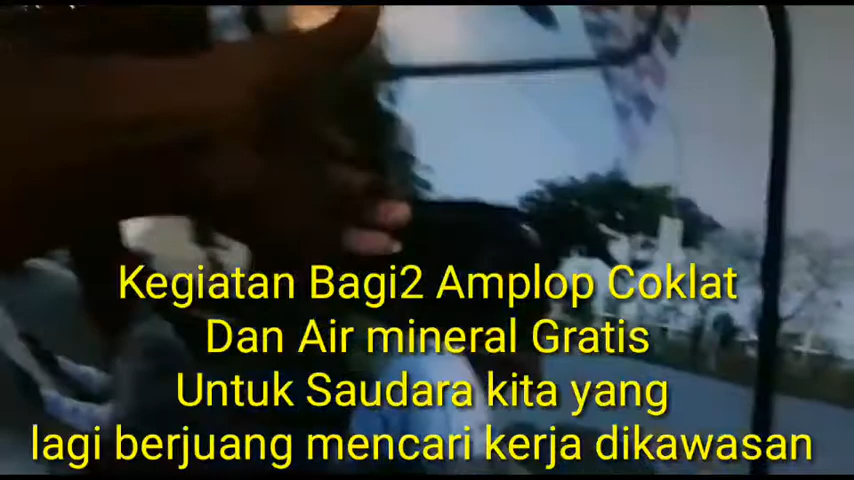 Kegiatan Bagi2 Amplop Coklat
Dan Air mineral Gratis
Untuk Saudara kita yang
lagi berjuang mencari kerja dikawasan